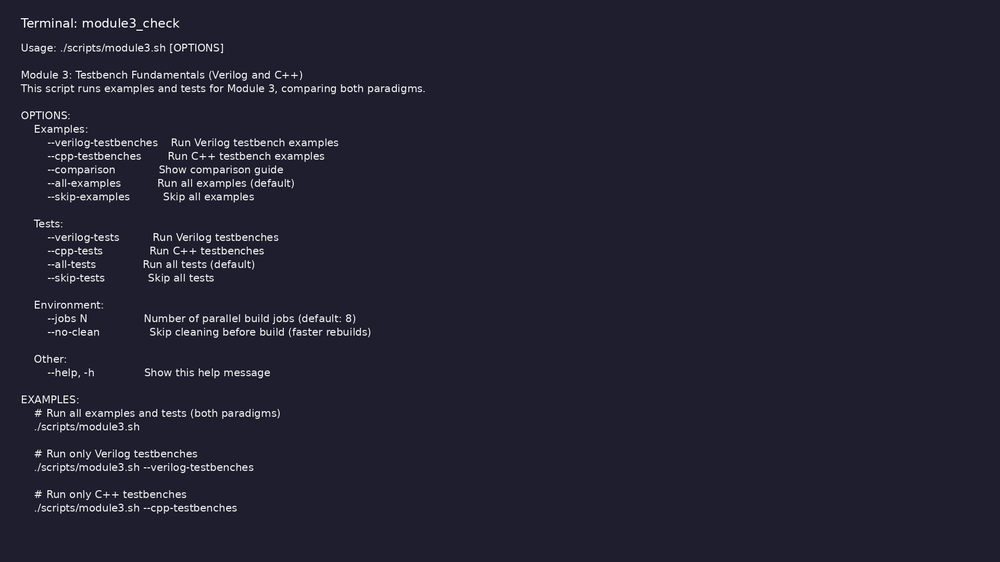 Terminal: module3_check
Usage: ./scripts/module3.sh [OPTIONS]
Module 3: Testbench Fundamentals (Verilog and C++)
This script runs examples and tests for Module 3, comparing both paradigms.
OPTIONS:
Examples:
--verilog-testbenches    Run Verilog testbench examples
--cpp-testbenches        Run C++ testbench examples
--comparison             Show comparison guide
--all-examples           Run all examples (default)
--skip-examples          Skip all examples
Tests:
--verilog-tests          Run Verilog testbenches
--cpp-tests              Run C++ testbenches
--all-tests              Run all tests (default)
--skip-tests             Skip all tests
Environment:
--jobs N                 Number of parallel build jobs (default: 8)
--no-clean               Skip cleaning before build (faster rebuilds)
Other:
--help, -h               Show this help message
EXAMPLES:
# Run all examples and tests (both paradigms)
./scripts/module3.sh
# Run only Verilog testbenches
./scripts/module3.sh --verilog-testbenches
# Run only C++ testbenches
./scripts/module3.sh --cpp-testbenches